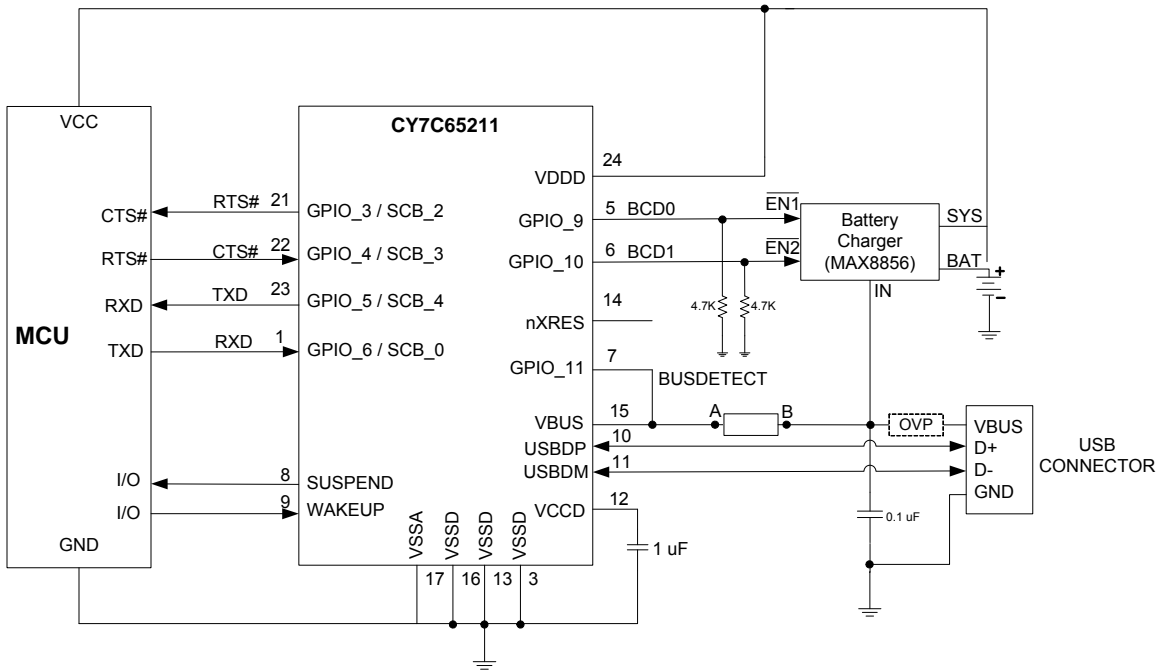 VCC
CY7C65211
24
VDDD
CTS#
RTS#
21
GPIO_3 / SCB_2
GPIO_9
5
BCD0
EN1
Battery
Charger
(MAX8856)
SYS
RTS#
CTS#
22
GPIO_4 / SCB_3
GPIO_10
6
BCD1
EN2
BAT
+
-
IN
RXD
TXD
23
GPIO_5 / SCB_4
nXRES
14
4.7K
4.7K
MCU
TXD
RXD
1
GPIO_6 / SCB_0
GPIO_11
7
BUSDETECT
VBUS
15
A
B
OVP
VBUS
USBDP
10
D+
USB
CONNECTOR
USBDM
11
D-
GND
I/O
8
SUSPEND
I/O
9
WAKEUP
VCCD
12
0.1 uF
1 uF
GND
VSSA
VSSD
VSSD
VSSD
17
16
13
3